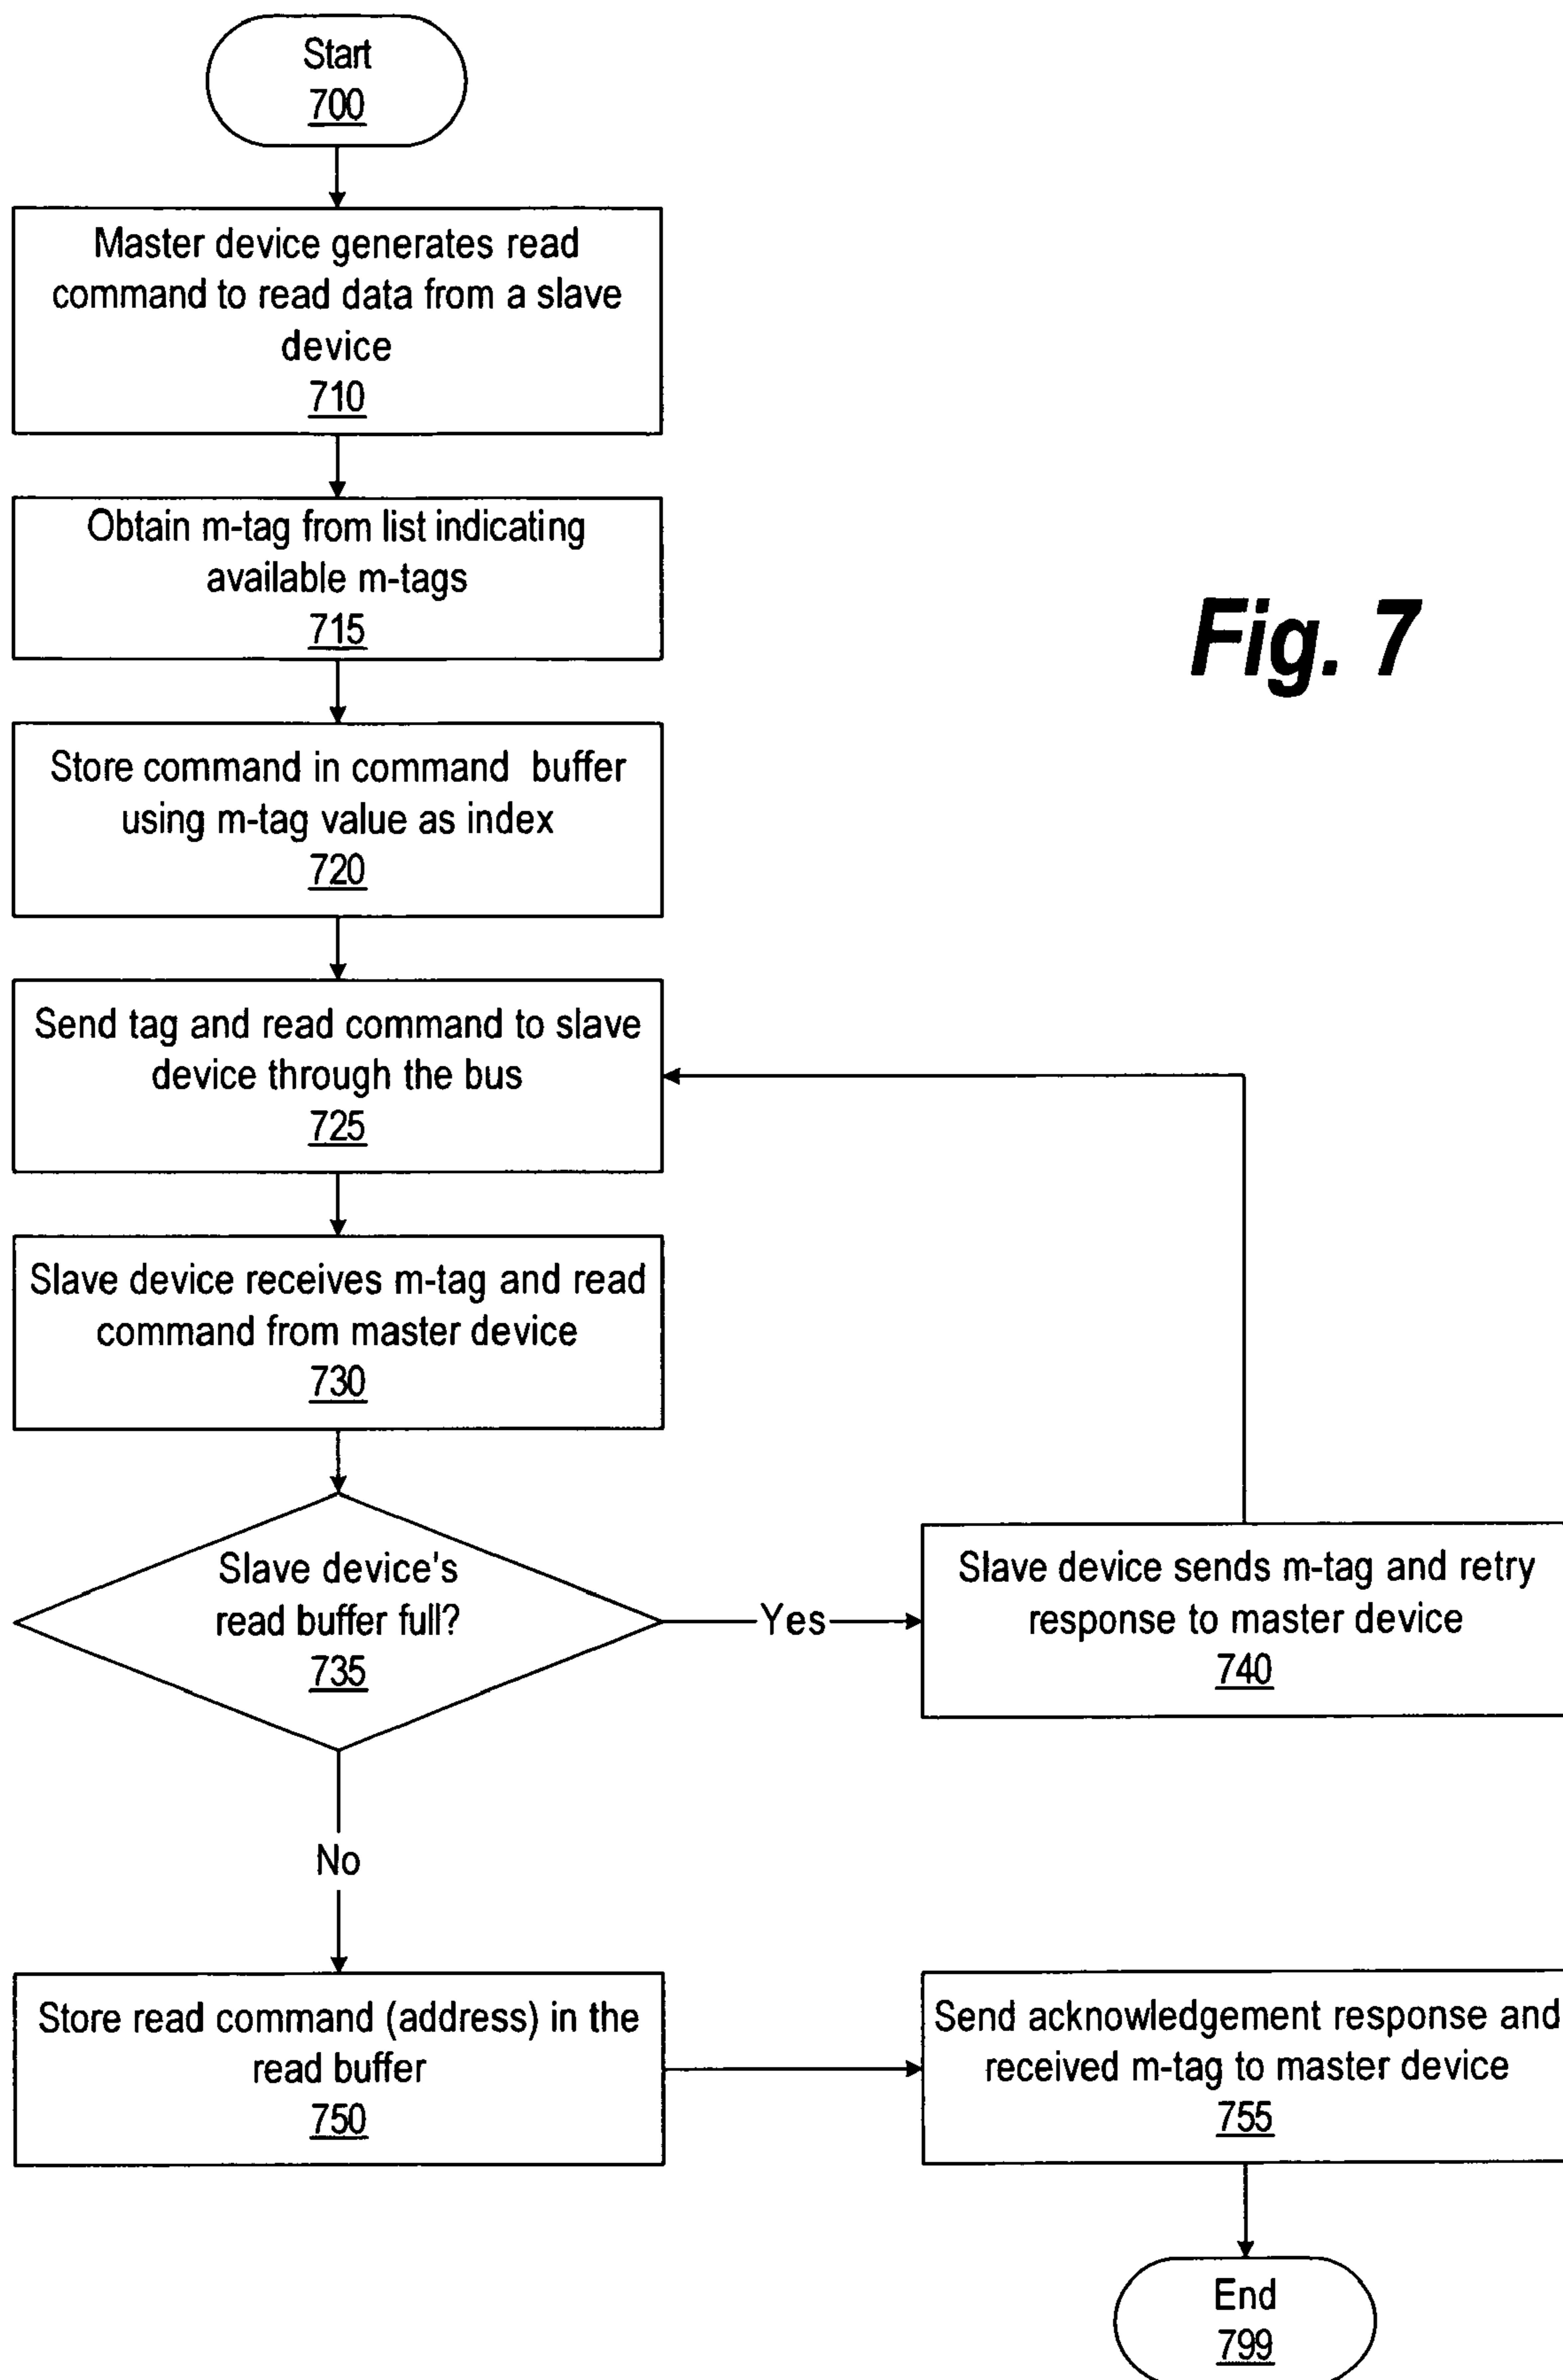 Start
700
Master device generates read
command to read data from a slave
device
710
Obtain m-tag from list indicating
available m-tags
715
Fig. 7
Store command in command buffer
using m-tag value as index
720
Send tag and read command to slave
device through the bus
725
Slave device receives m-tag and read
command from master device
730
Slave device's
read buffer full?
735
Yes
Slave device sends m-tag and retry
response to master device
740
No
Store read command (address) in the
read buffer
750
Send acknowledgement response and
received m-tag to master device
755
End
799